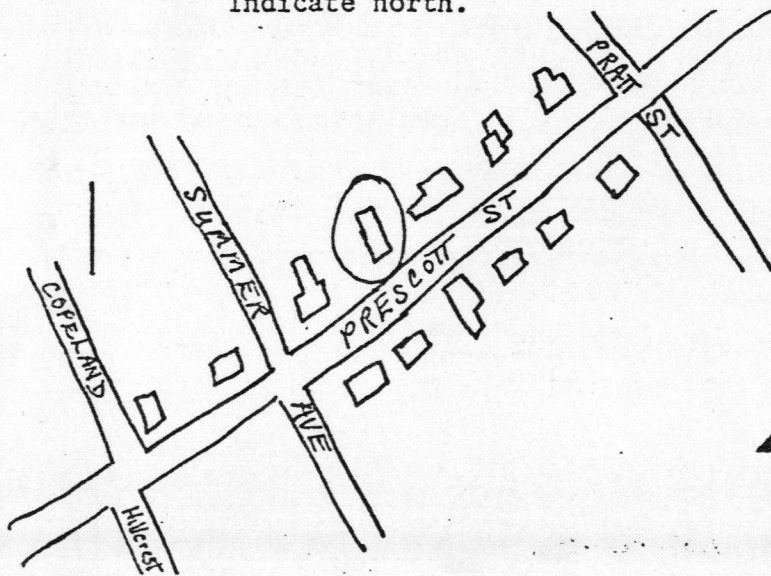 Indicate north.
PRATT
ST
SUMMER
ST
PRESCOTT
COPELAND
AVE
Hillcrest